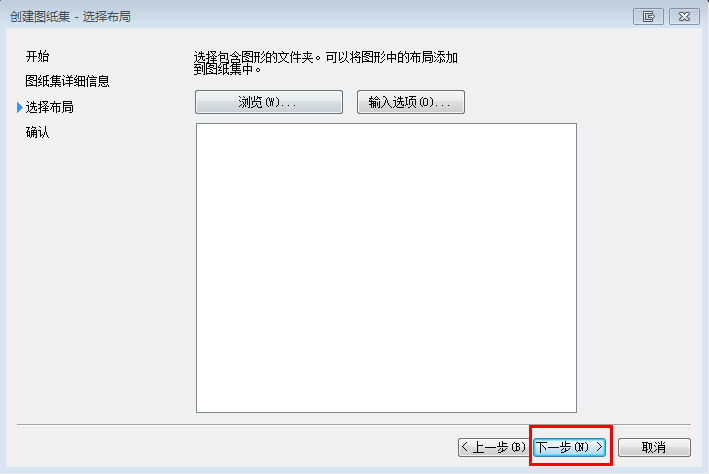 创建图纸集 - 选择布局
开始
图纸集详细信息
选择布局
确认
选择包含图形的文件夹。可以将图形中的布局添加
到图纸集中。
浏览(W)...
输入选项(O)...
< 上一步(B)
下一步(N) >
取消